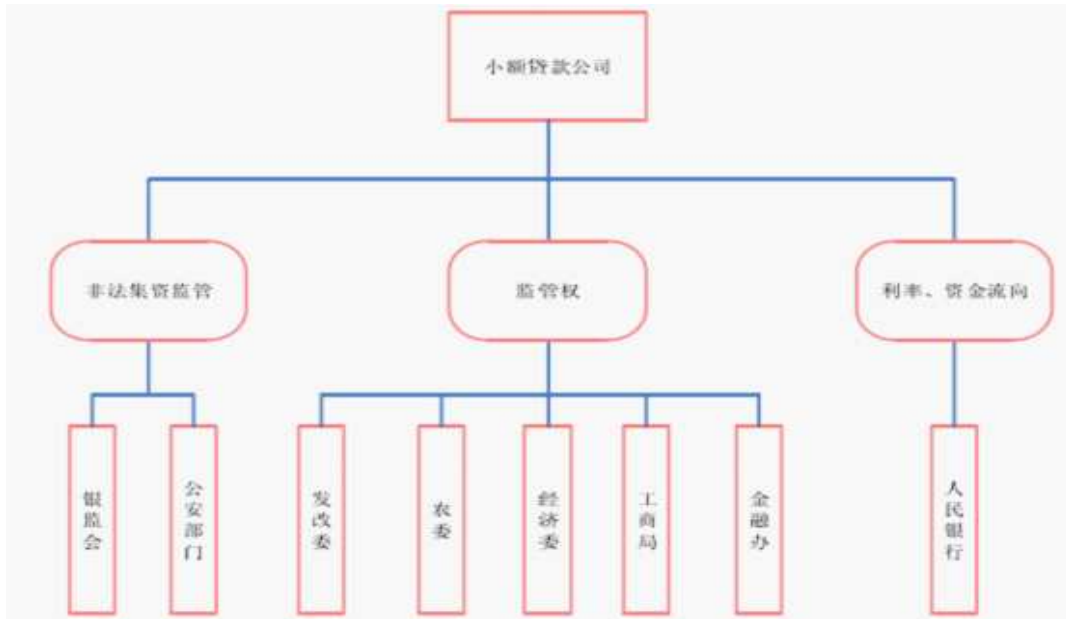 小额贷款公司
非法集资监管
监管权
利率、资金流向
银监会
公安部门
发改委
农委
经济委
工商局
金融办
人民银行